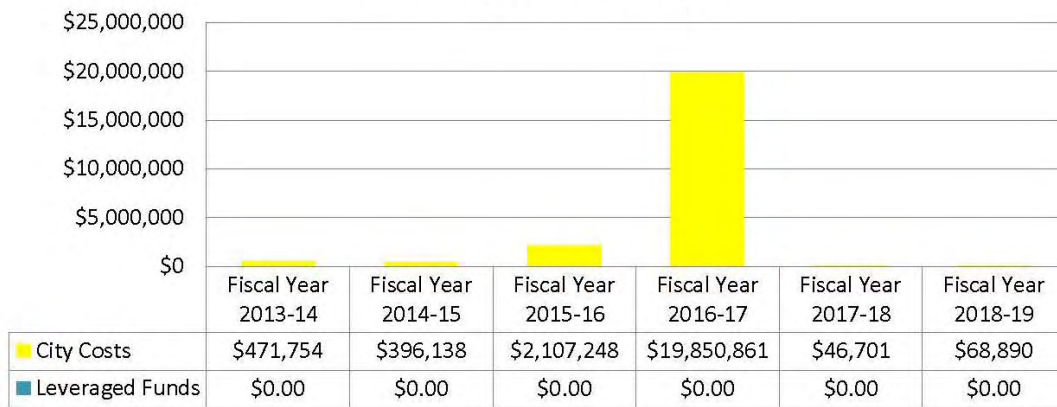 $25,000,000
$20,000,000
$15,000,000
$10,000,000
$5,000,000
$0
Fiscal Year 2013-14 Fiscal Year 2014-15 Fiscal Year 2015-16 Fiscal Year 2016-17 Fiscal Year 2017-18 Fiscal Year 2018-19
City Costs $471,754 $396,138 $2,107,248 $19,850,861 $46,701 $68,890
Leveraged Funds $0.00 $0.00 $0.00 $0.00 $0.00 $0.00